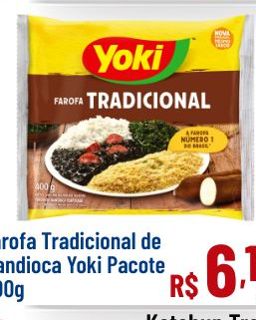 NOVA
Yoki
FAROFA TRADICIONAL
A FAROFA
NÚMERO 1
DO BRASIL*
400 g
arofa Tradicional de
andioca Yoki Pacote
00g
R$ 6,1